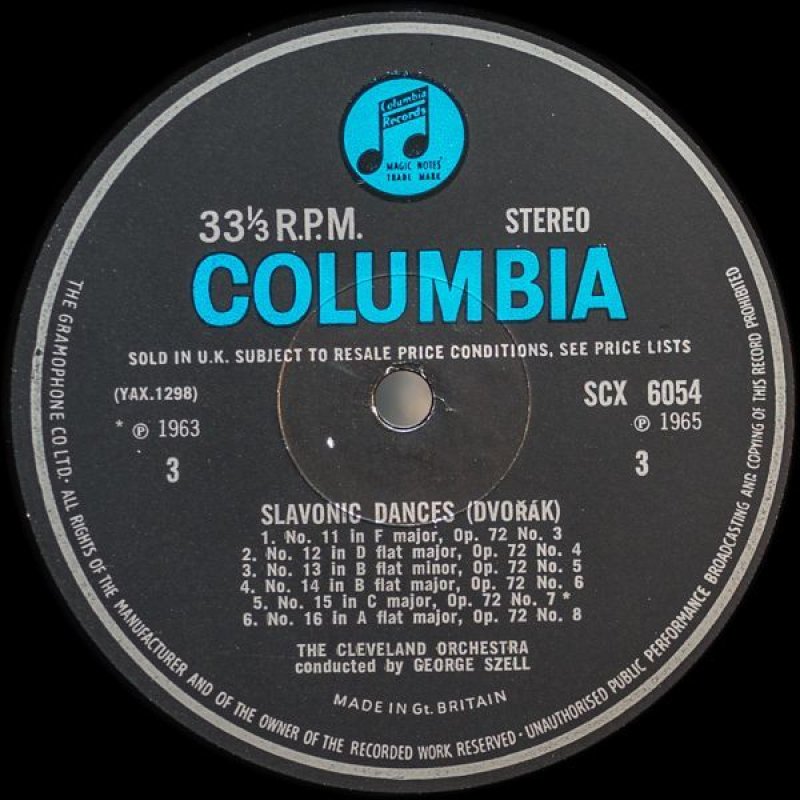 Columbia
Records
MAGIC NOTES
TRADE MARK
33⅓ R.P.M.
STEREO
COLUMBIA
SOLD IN U.K. SUBJECT TO RESALE PRICE CONDITIONS, SEE PRICE LISTS
(YAX.1298)
SCX 6054
* ℗ 1963
℗ 1965
3
3
SLAVONIC DANCES (DVOŘÁK)
1. No. 11 in F major, Op. 72 No. 3
2. No. 12 in D flat major, Op. 72 No. 4
3. No. 13 in B flat minor, Op. 72 No. 5
4. No. 14 in B flat major, Op. 72 No. 6
5. No. 15 in C major, Op. 72 No. 7 *
6. No. 16 in A flat major, Op. 72 No. 8
THE CLEVELAND ORCHESTRA
conducted by GEORGE SZELL
MADE IN Gt. BRITAIN
THE GRAMOPHONE CO LTD· ALL RIGHTS OF THE MANUFACTURER AND OF THE OWNER OF THE RECORDED WORK RESERVED · UNAUTHORISED PUBLIC PERFORMANCE BROADCASTING AND COPYING OF THIS RECORD PROHIBITED